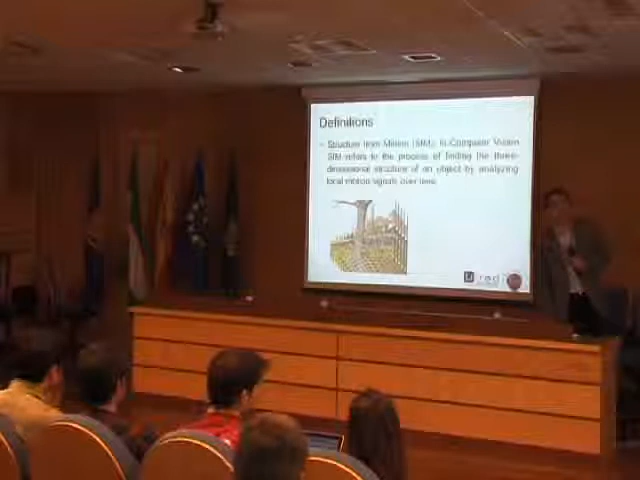 Definitions
- Structure from Motion (SfM): In Computer Vision
SfM refers to the process of finding the three-
dimensional structure of an object by analyzing
local motion signals over time.